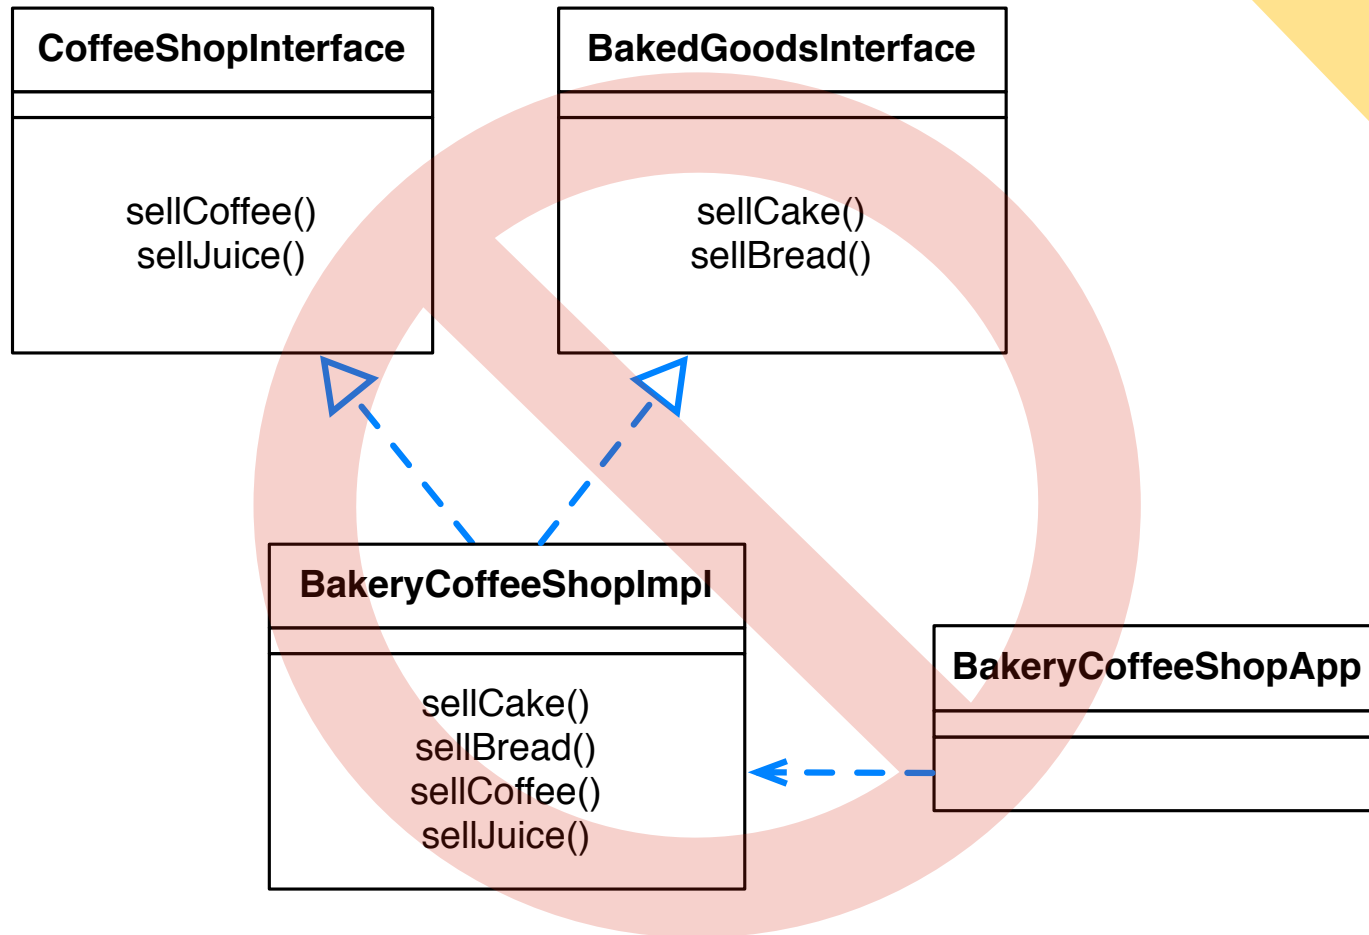 CoffeeShopInterface
sellCoffee()
sellJuice()
BakedGoodsInterface
sellCake()
sellBread()
BakeryCoffeeShopImpl
sellCake()
sellBread()
sellCoffee()
sellJuice()
BakeryCoffeeShopApp